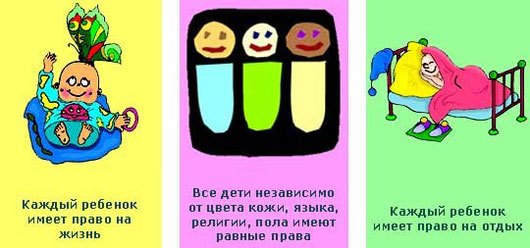 Каждый ребенок
имеет право на
жизнь
Все дети независимо
от цвета кожи, языка,
религии, пола имеют
равные права
Каждый ребенок
имеет право на отдых